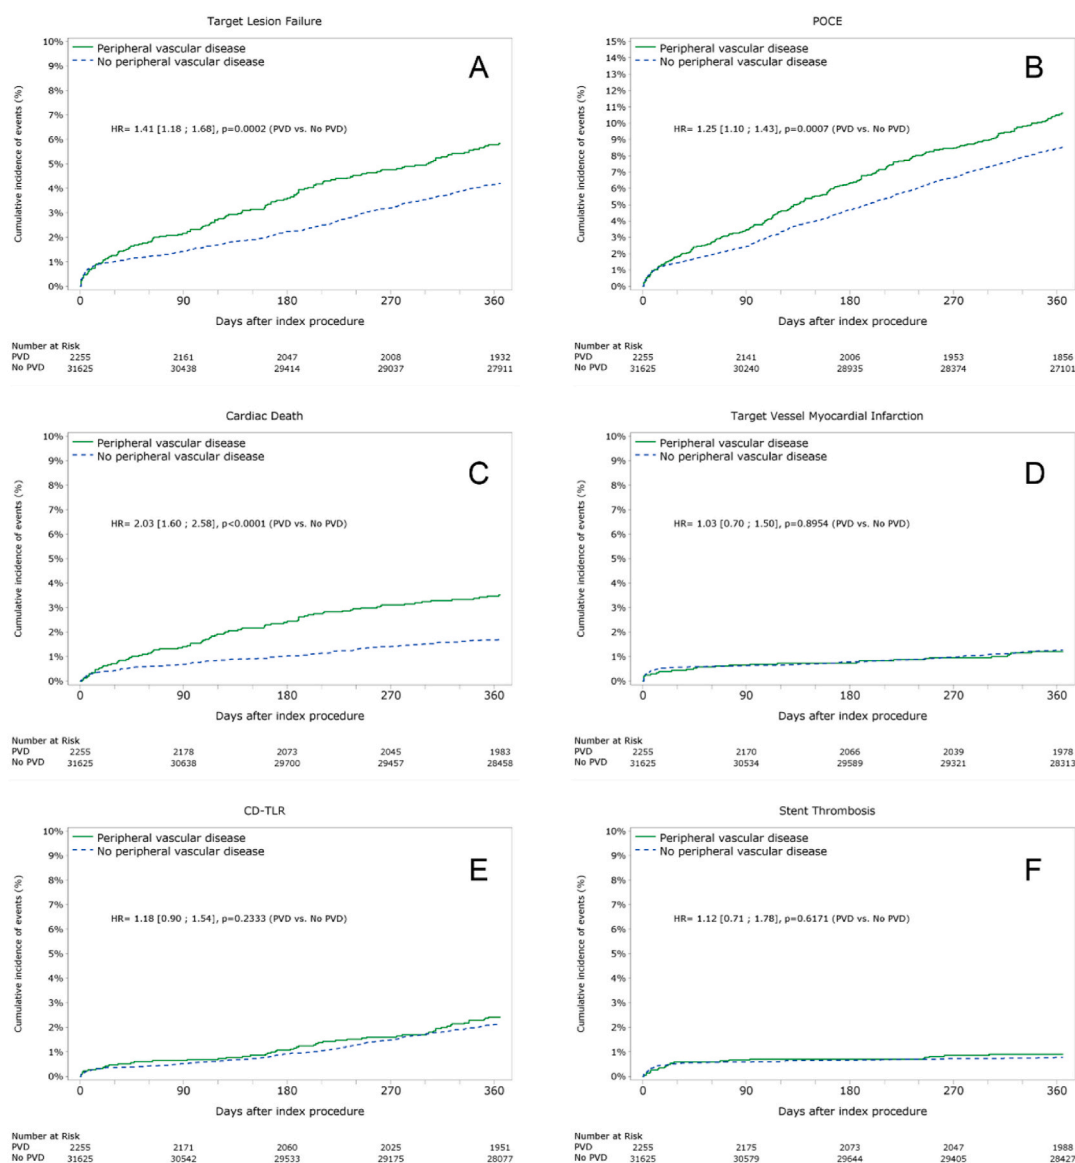 Target Lesion Failure
10%
9%
8%
7%
6%
5%
4%
3%
2%
1%
0%
Cumulative incidence of events (%)
Peripheral vascular disease
No peripheral vascular disease
A
HR= 1.41 [1.18 ; 1.68], p=0.0002 (PVD vs. No PVD)
0 90 180 270 360
Days after index procedure
Number at Risk
PVD 2255 2161 2047 2008 1932
No PVD 31625 30438 29414 29037 27911
POCE
15%
14%
13%
12%
11%
10%
9%
8%
7%
6%
5%
4%
3%
2%
1%
0%
Cumulative incidence of events (%)
Peripheral vascular disease
No peripheral vascular disease
B
HR= 1.25 [1.10 ; 1.43], p=0.0007 (PVD vs. No PVD)
0 90 180 270 360
Days after index procedure
Number at Risk
PVD 2255 2141 2006 1953 1856
No PVD 31625 30240 28935 28374 27101
Cardiac Death
10%
9%
8%
7%
6%
5%
4%
3%
2%
1%
0%
Cumulative incidence of events (%)
Peripheral vascular disease
No peripheral vascular disease
C
HR= 2.03 [1.60 ; 2.58], p<0.0001 (PVD vs. No PVD)
0 90 180 270 360
Days after index procedure
Number at Risk
PVD 2255 2178 2073 2045 1983
No PVD 31625 30638 29700 29457 28458
Target Vessel Myocardial Infarction
10%
9%
8%
7%
6%
5%
4%
3%
2%
1%
0%
Cumulative incidence of events (%)
Peripheral vascular disease
No peripheral vascular disease
D
HR= 1.03 [0.70 ; 1.50], p=0.8954 (PVD vs. No PVD)
0 90 180 270 360
Days after index procedure
Number at Risk
PVD 2255 2170 2066 2039 1978
No PVD 31625 30534 29589 29321 28313
CD-TLR
10%
9%
8%
7%
6%
5%
4%
3%
2%
1%
0%
Cumulative incidence of events (%)
Peripheral vascular disease
No peripheral vascular disease
E
HR= 1.18 [0.90 ; 1.54], p=0.2333 (PVD vs. No PVD)
0 90 180 270 360
Days after index procedure
Number at Risk
PVD 2255 2171 2060 2025 1951
No PVD 31625 30542 29533 29175 28077
Stent Thrombosis
10%
9%
8%
7%
6%
5%
4%
3%
2%
1%
0%
Cumulative incidence of events (%)
Peripheral vascular disease
No peripheral vascular disease
F
HR= 1.12 [0.71 ; 1.78], p=0.6171 (PVD vs. No PVD)
0 90 180 270 360
Days after index procedure
Number at Risk
PVD 2255 2175 2073 2047 1988
No PVD 31625 30579 29644 29405 28427